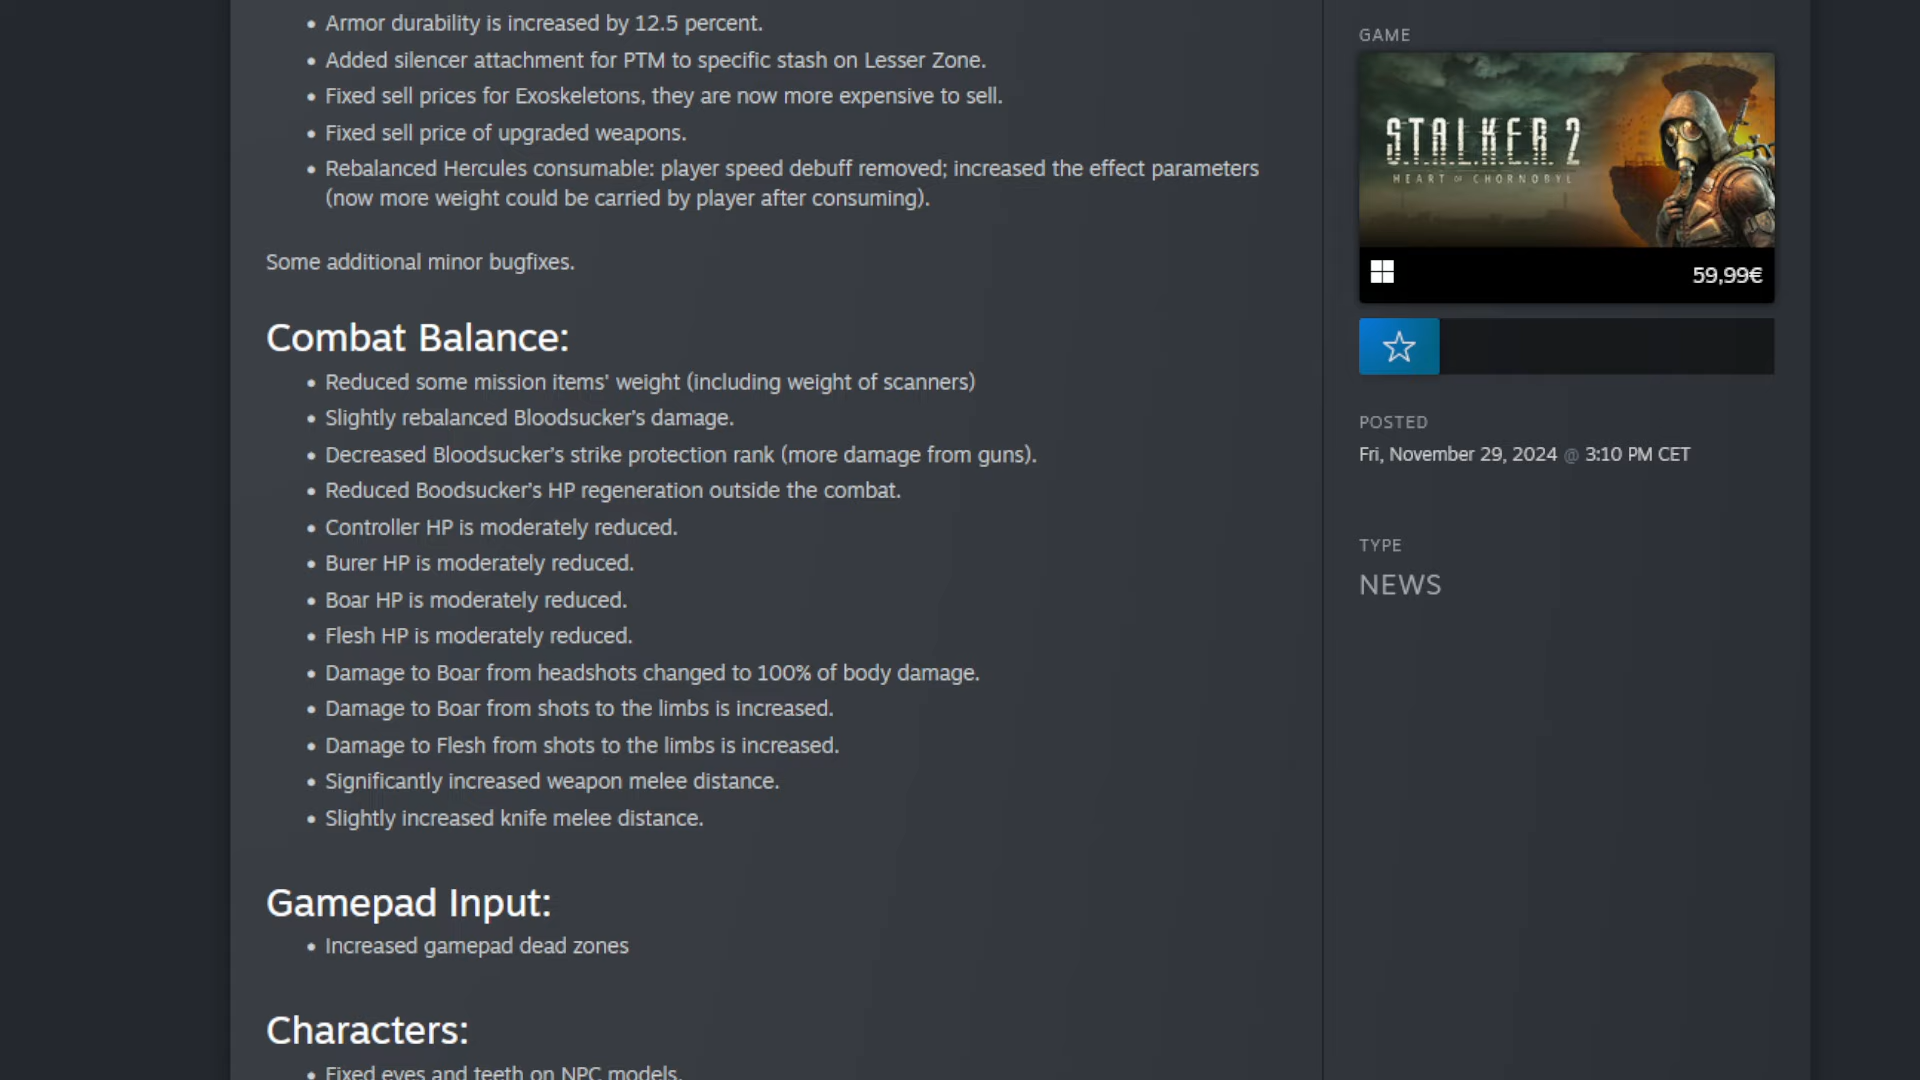 • Armor durability is increased by 12.5 percent.
• Added silencer attachment for PTM to specific stash on Lesser Zone.
• Fixed sell prices for Exoskeletons, they are now more expensive to sell.
• Fixed sell price of upgraded weapons.
• Rebalanced Hercules consumable: player speed debuff removed; increased the effect parameters
(now more weight could be carried by player after consuming).
Some additional minor bugfixes.
Combat Balance:
• Reduced some mission items' weight (including weight of scanners)
• Slightly rebalanced Bloodsucker's damage.
• Decreased Bloodsucker's strike protection rank (more damage from guns).
• Reduced Boodsucker's HP regeneration outside the combat.
• Controller HP is moderately reduced.
• Burer HP is moderately reduced.
• Boar HP is moderately reduced.
• Flesh HP is moderately reduced.
• Damage to Boar from headshots changed to 100% of body damage.
• Damage to Boar from shots to the limbs is increased.
• Damage to Flesh from shots to the limbs is increased.
• Significantly increased weapon melee distance.
• Slightly increased knife melee distance.
Gamepad Input:
• Increased gamepad dead zones
Characters:
• Fixed eyes and teeth on NPC models.
GAME
S.T.A.L.K.E.R. 2
HEART OF CHORNOBYL
59,99€
POSTED
Fri, November 29, 2024 @ 3:10 PM CET
TYPE
NEWS